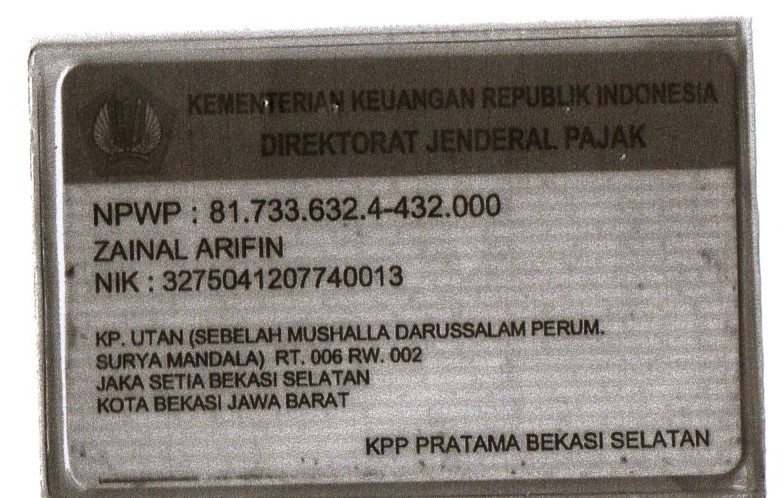 KEMENTERIAN KEUANGAN REPUBLIK INDONESIA
DIREKTORAT JENDERAL PAJAK
NPWP : 81.733.632.4-432.000
ZAINAL ARIFIN
NIK : 3275041207740013
KP. UTAN (SEBELAH MUSHALLA DARUSSALAM PERUM.
SURYA MANDALA) RT. 006 RW. 002
JAKA SETIA BEKASI SELATAN
KOTA BEKASI JAWA BARAT
KPP PRATAMA BEKASI SELATAN